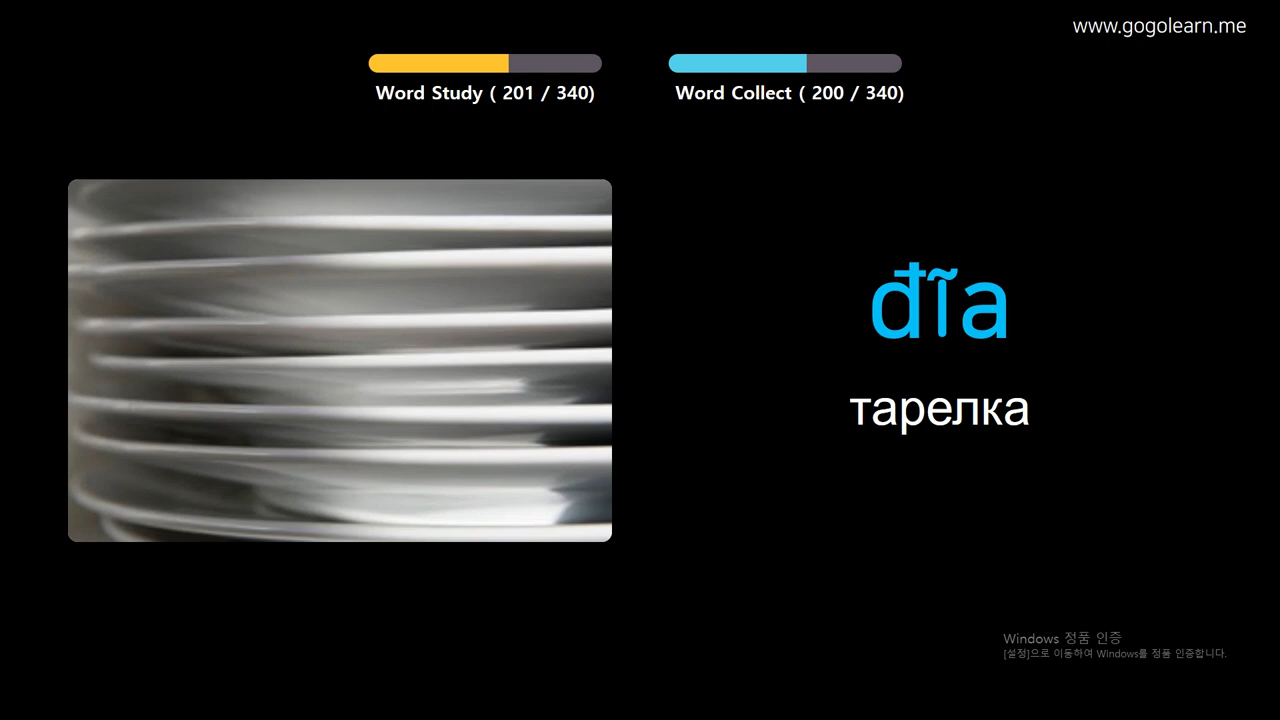 www.gogolearn.me
Word Study ( 201 / 340)
Word Collect ( 200 / 340)
đĩa
тарелка
Windows 정품 인증
[설정]으로 이동하여 Windows를 정품 인증합니다.